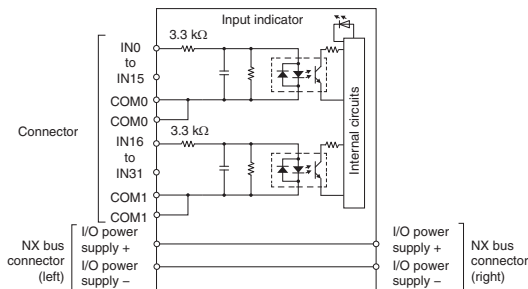 Input indicator
IN0
3.3 kΩ
to
IN15
COM0
COM0
Connector
IN16
3.3 kΩ
to
IN31
COM1
COM1
Internal circuits
NX bus
connector
(left)
I/O power
supply +
I/O power
supply –
I/O power
supply +
I/O power
supply –
NX bus
connector
(right)